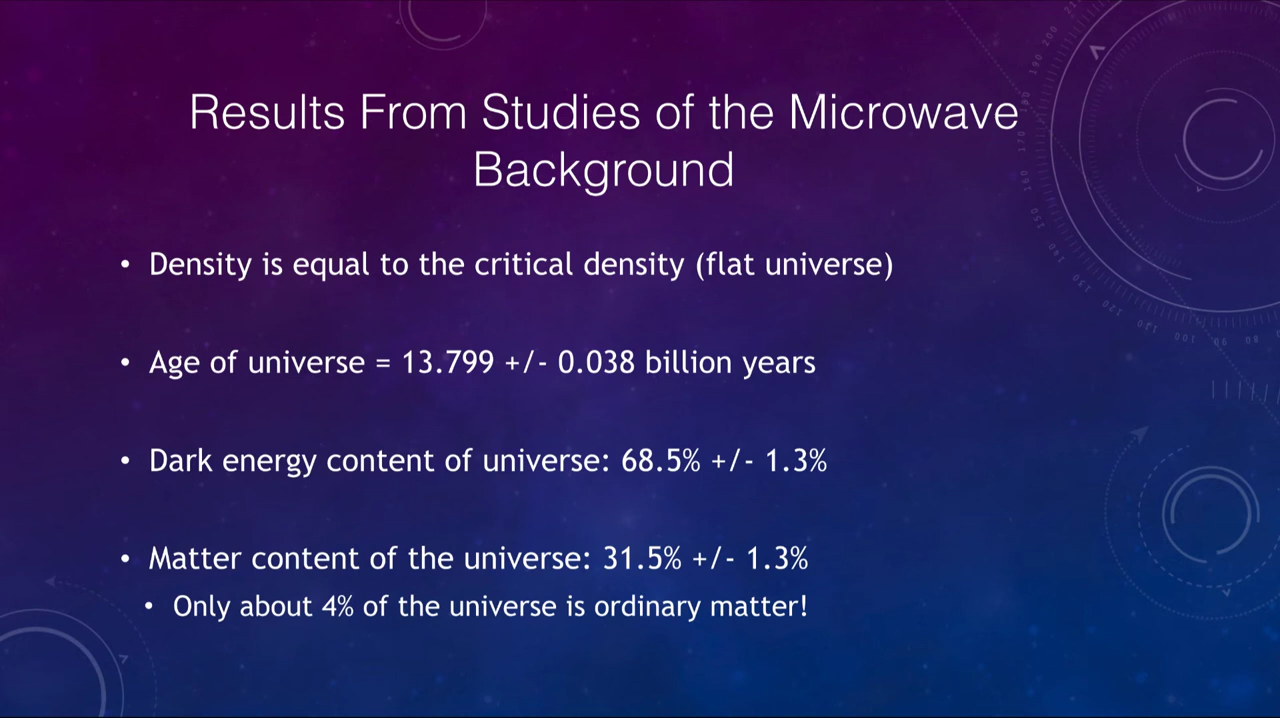 Results From Studies of the Microwave
Background
• Density is equal to the critical density (flat universe)
• Age of universe = 13.799 +/- 0.038 billion years
• Dark energy content of universe: 68.5% +/- 1.3%
• Matter content of the universe: 31.5% +/- 1.3%
• Only about 4% of the universe is ordinary matter!